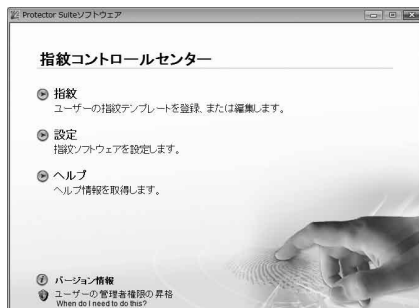 Protector Suiteソフトウェア
指紋コントロールセンター
指紋
ユーザーの指紋テンプレートを登録、または編集します。
設定
指紋ソフトウェアを設定します。
ヘルプ
ヘルプ情報を取得します。
バージョン情報
ユーザーの管理者権限の昇格
When do I need to do this?